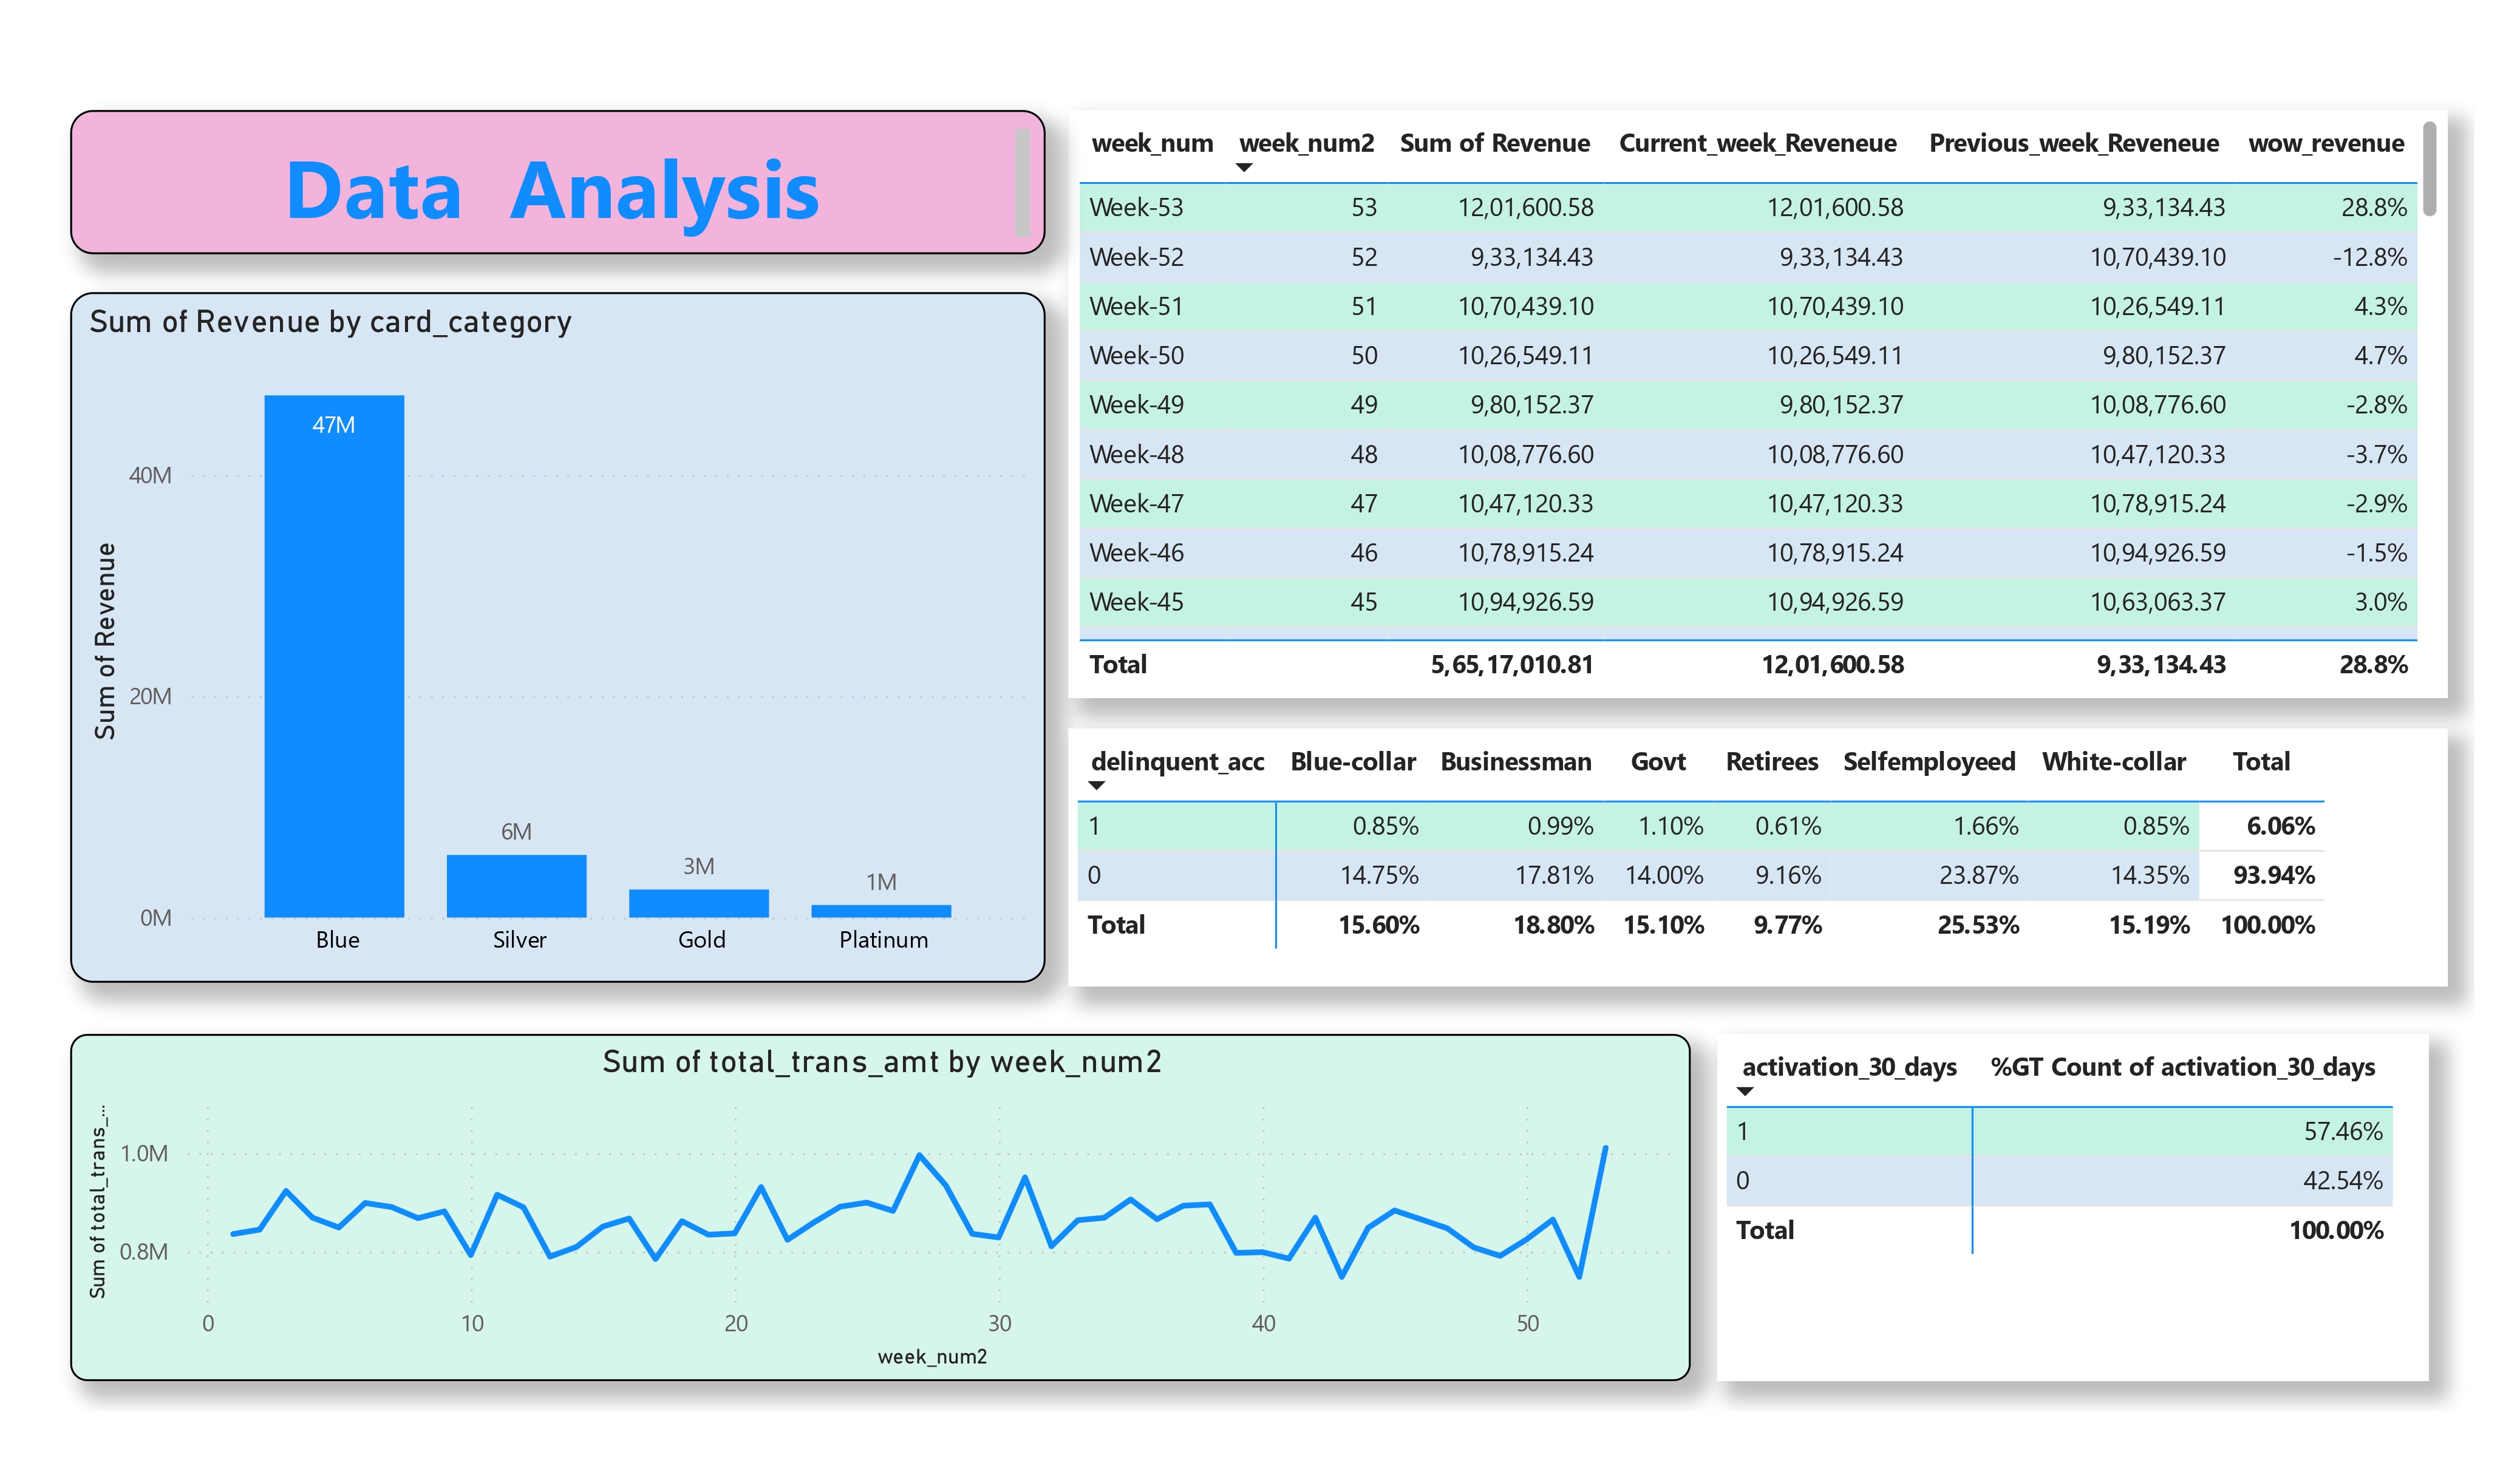 Data Analysis
Sum of Revenue by card_category
Sum of Revenue
40M
20M
0M
47M
6M
3M
1M
Blue Silver Gold Platinum
week_num week_num2 Sum of Revenue Current_week_Reveneue Previous_week_Reveneue wow_revenue
Week-53 53 12,01,600.58 12,01,600.58 9,33,134.43 28.8%
Week-52 52 9,33,134.43 9,33,134.43 10,70,439.10 -12.8%
Week-51 51 10,70,439.10 10,70,439.10 10,26,549.11 4.3%
Week-50 50 10,26,549.11 10,26,549.11 9,80,152.37 4.7%
Week-49 49 9,80,152.37 9,80,152.37 10,08,776.60 -2.8%
Week-48 48 10,08,776.60 10,08,776.60 10,47,120.33 -3.7%
Week-47 47 10,47,120.33 10,47,120.33 10,78,915.24 -2.9%
Week-46 46 10,78,915.24 10,78,915.24 10,94,926.59 -1.5%
Week-45 45 10,94,926.59 10,94,926.59 10,63,063.37 3.0%
Total 5,65,17,010.81 12,01,600.58 9,33,134.43 28.8%
delinquent_acc Blue-collar Businessman Govt Retirees Selfemployeed White-collar Total
1 0.85% 0.99% 1.10% 0.61% 1.66% 0.85% 6.06%
0 14.75% 17.81% 14.00% 9.16% 23.87% 14.35% 93.94%
Total 15.60% 18.80% 15.10% 9.77% 25.53% 15.19% 100.00%
Sum of total_trans_amt by week_num2
Sum of total_trans_...
1.0M
0.8M
0 10 20 30 40 50
week_num2
activation_30_days %GT Count of activation_30_days
1 57.46%
0 42.54%
Total 100.00%